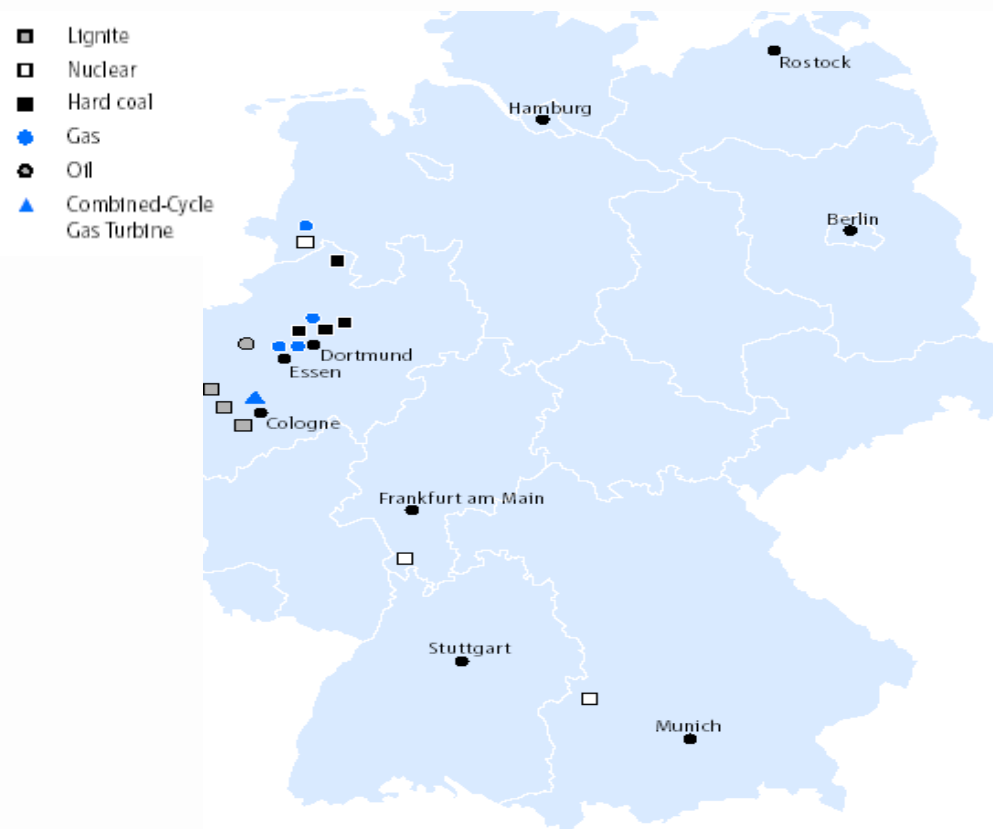 Lignite
Nuclear
Hard coal
Gas
Oil
Combined-Cycle
Gas Turbine
Rostock
Hamburg
Berlin
Dortmund
Essen
Cologne
Frankfurt am Main
Stuttgart
Munich